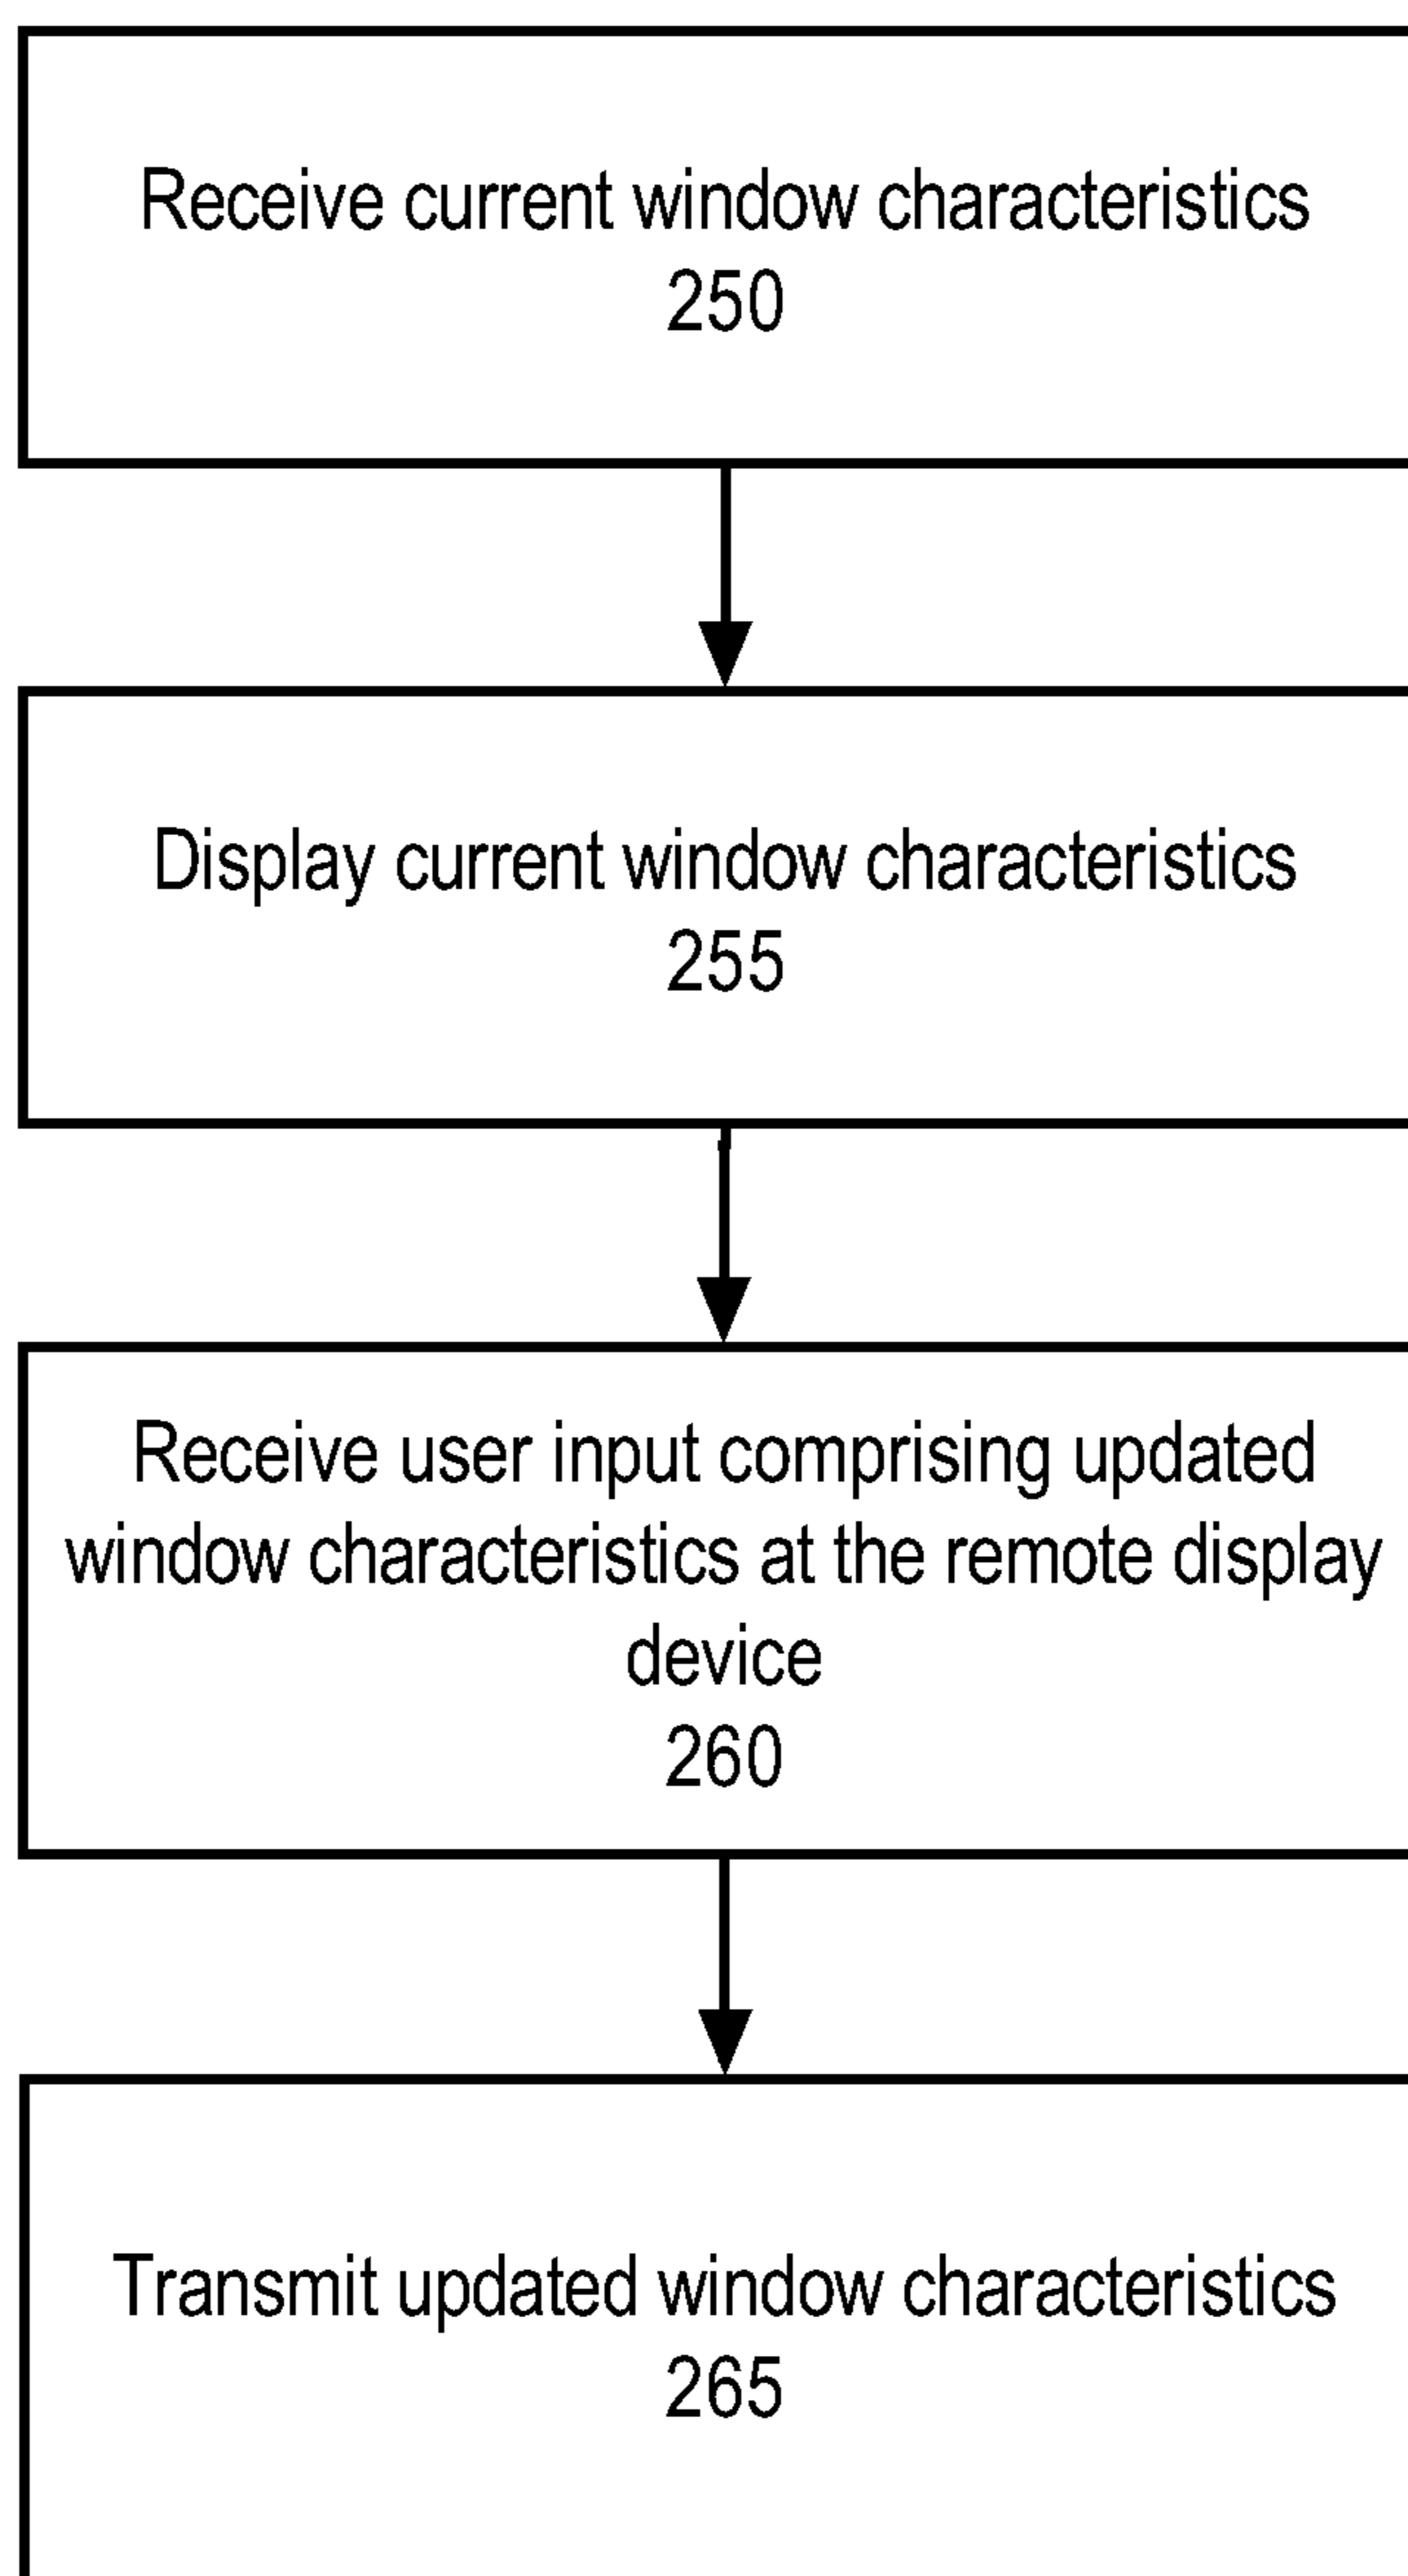 Receive current window characteristics
250
Display current window characteristics
255
Receive user input comprising updated
window characteristics at the remote display
device
260
Transmit updated window characteristics
265